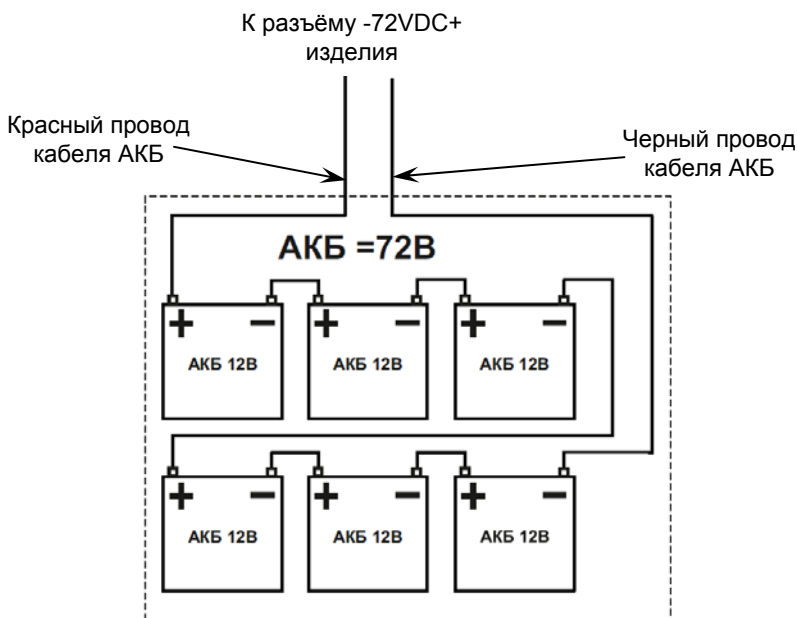 К разъёму -72VDC+
изделия
Красный провод
кабеля АКБ
Черный провод
кабеля АКБ
АКБ =72В
+ − + − + −
АКБ 12В АКБ 12В АКБ 12В
+ − + − + −
АКБ 12В АКБ 12В АКБ 12В